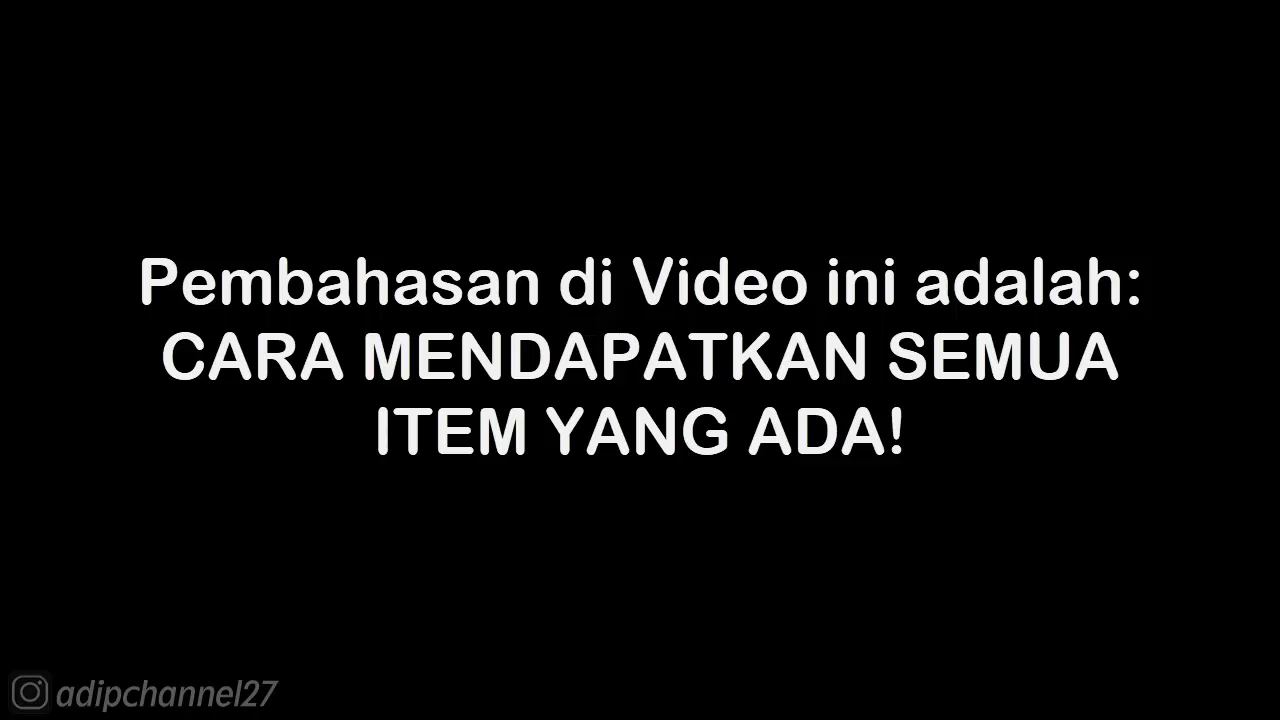 Pembahasan di Video ini adalah:
CARA MENDAPATKAN SEMUA
ITEM YANG ADA!
adipchannel27